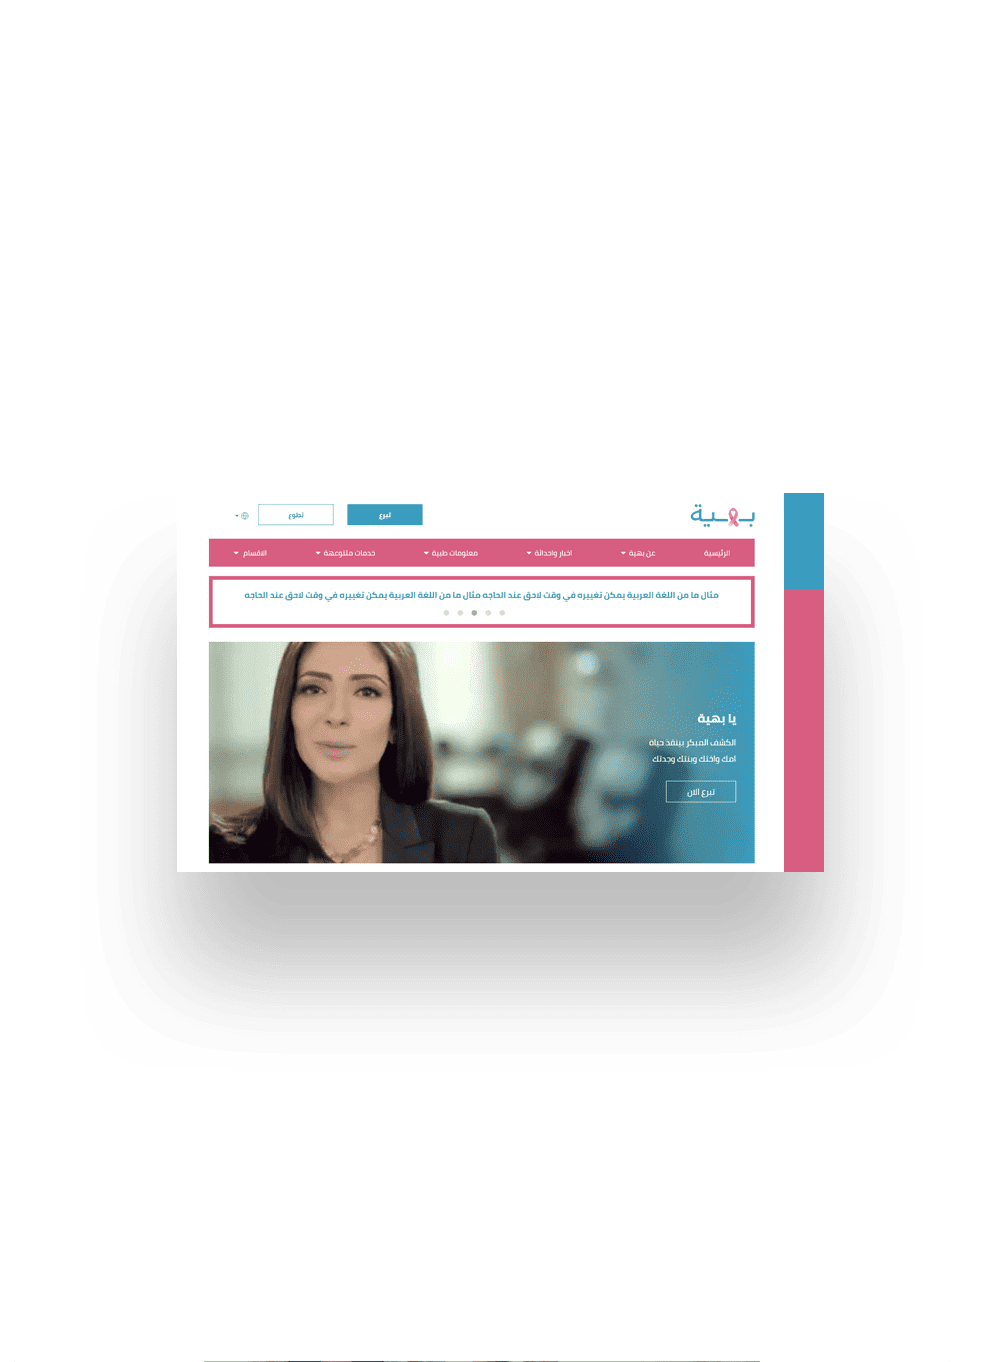 بهية
تبرع
تطوع
الرئيسية
عن بهية
اخبار واحداثة
معلومات طبية
خدمات متنوعهة
الاقسام
مثال ما من اللغة العربية يمكن تغييره في وقت لاحق عند الحاجه مثال ما من اللغة العربية يمكن تغييره في وقت لاحق عند الحاجه
يا بهية
الكشف المبكر بينقذ حياة
امك واختك وبنتك وجدتك
تبرع الان